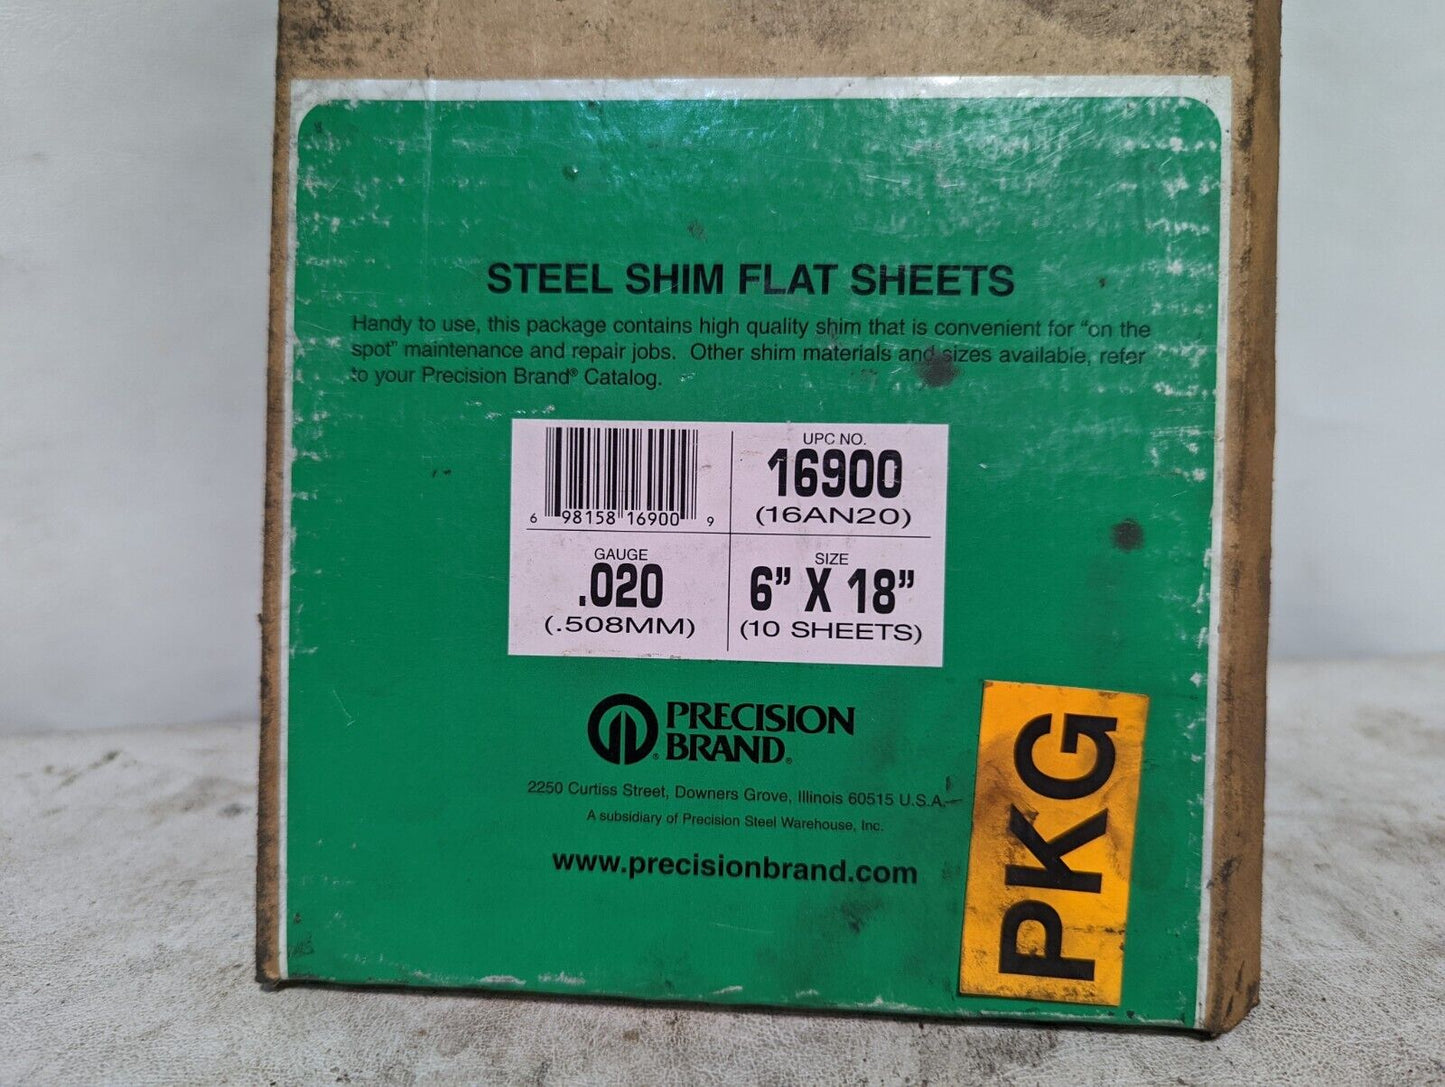 STEEL SHIM FLAT SHEETS
Handy to use, this package contains high quality shim that is convenient for “on the
spot” maintenance and repair jobs. Other shim materials and sizes available, refer
to your Precision Brand® Catalog.
6 98158 16900 9
UPC NO.
16900
(16AN20)
GAUGE
.020
(.508MM)
SIZE
6” X 18”
(10 SHEETS)
PRECISION
BRAND®
2250 Curtiss Street, Downers Grove, Illinois 60515 U.S.A.
A subsidiary of Precision Steel Warehouse, Inc.
www.precisionbrand.com
PKG